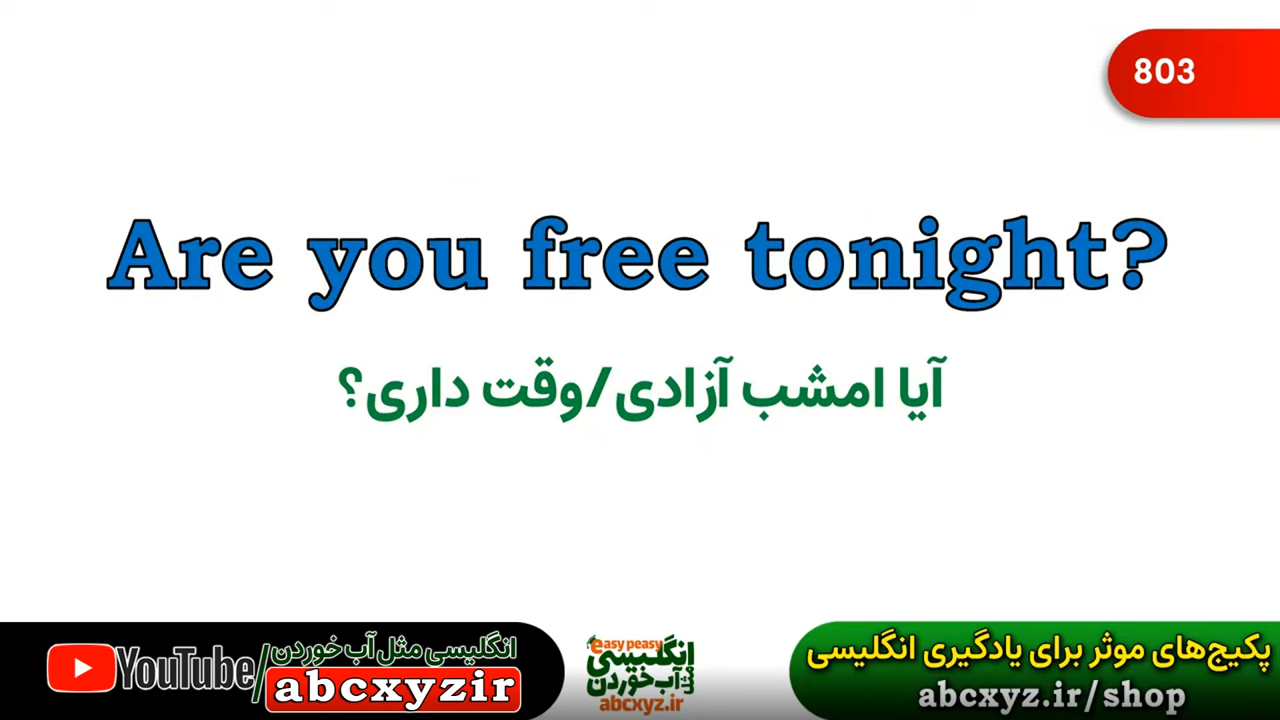 803
Are you free tonight?
آیا امشب آزادی/وقت داری؟
YouTube/انگلیسی مثل آب خوردن
abcxyzir
easy peasy
انگلیسی
مثل آب خوردن
abcxyz.ir
پکیج‌های موثر برای یادگیری انگلیسی
abcxyz.ir/shop